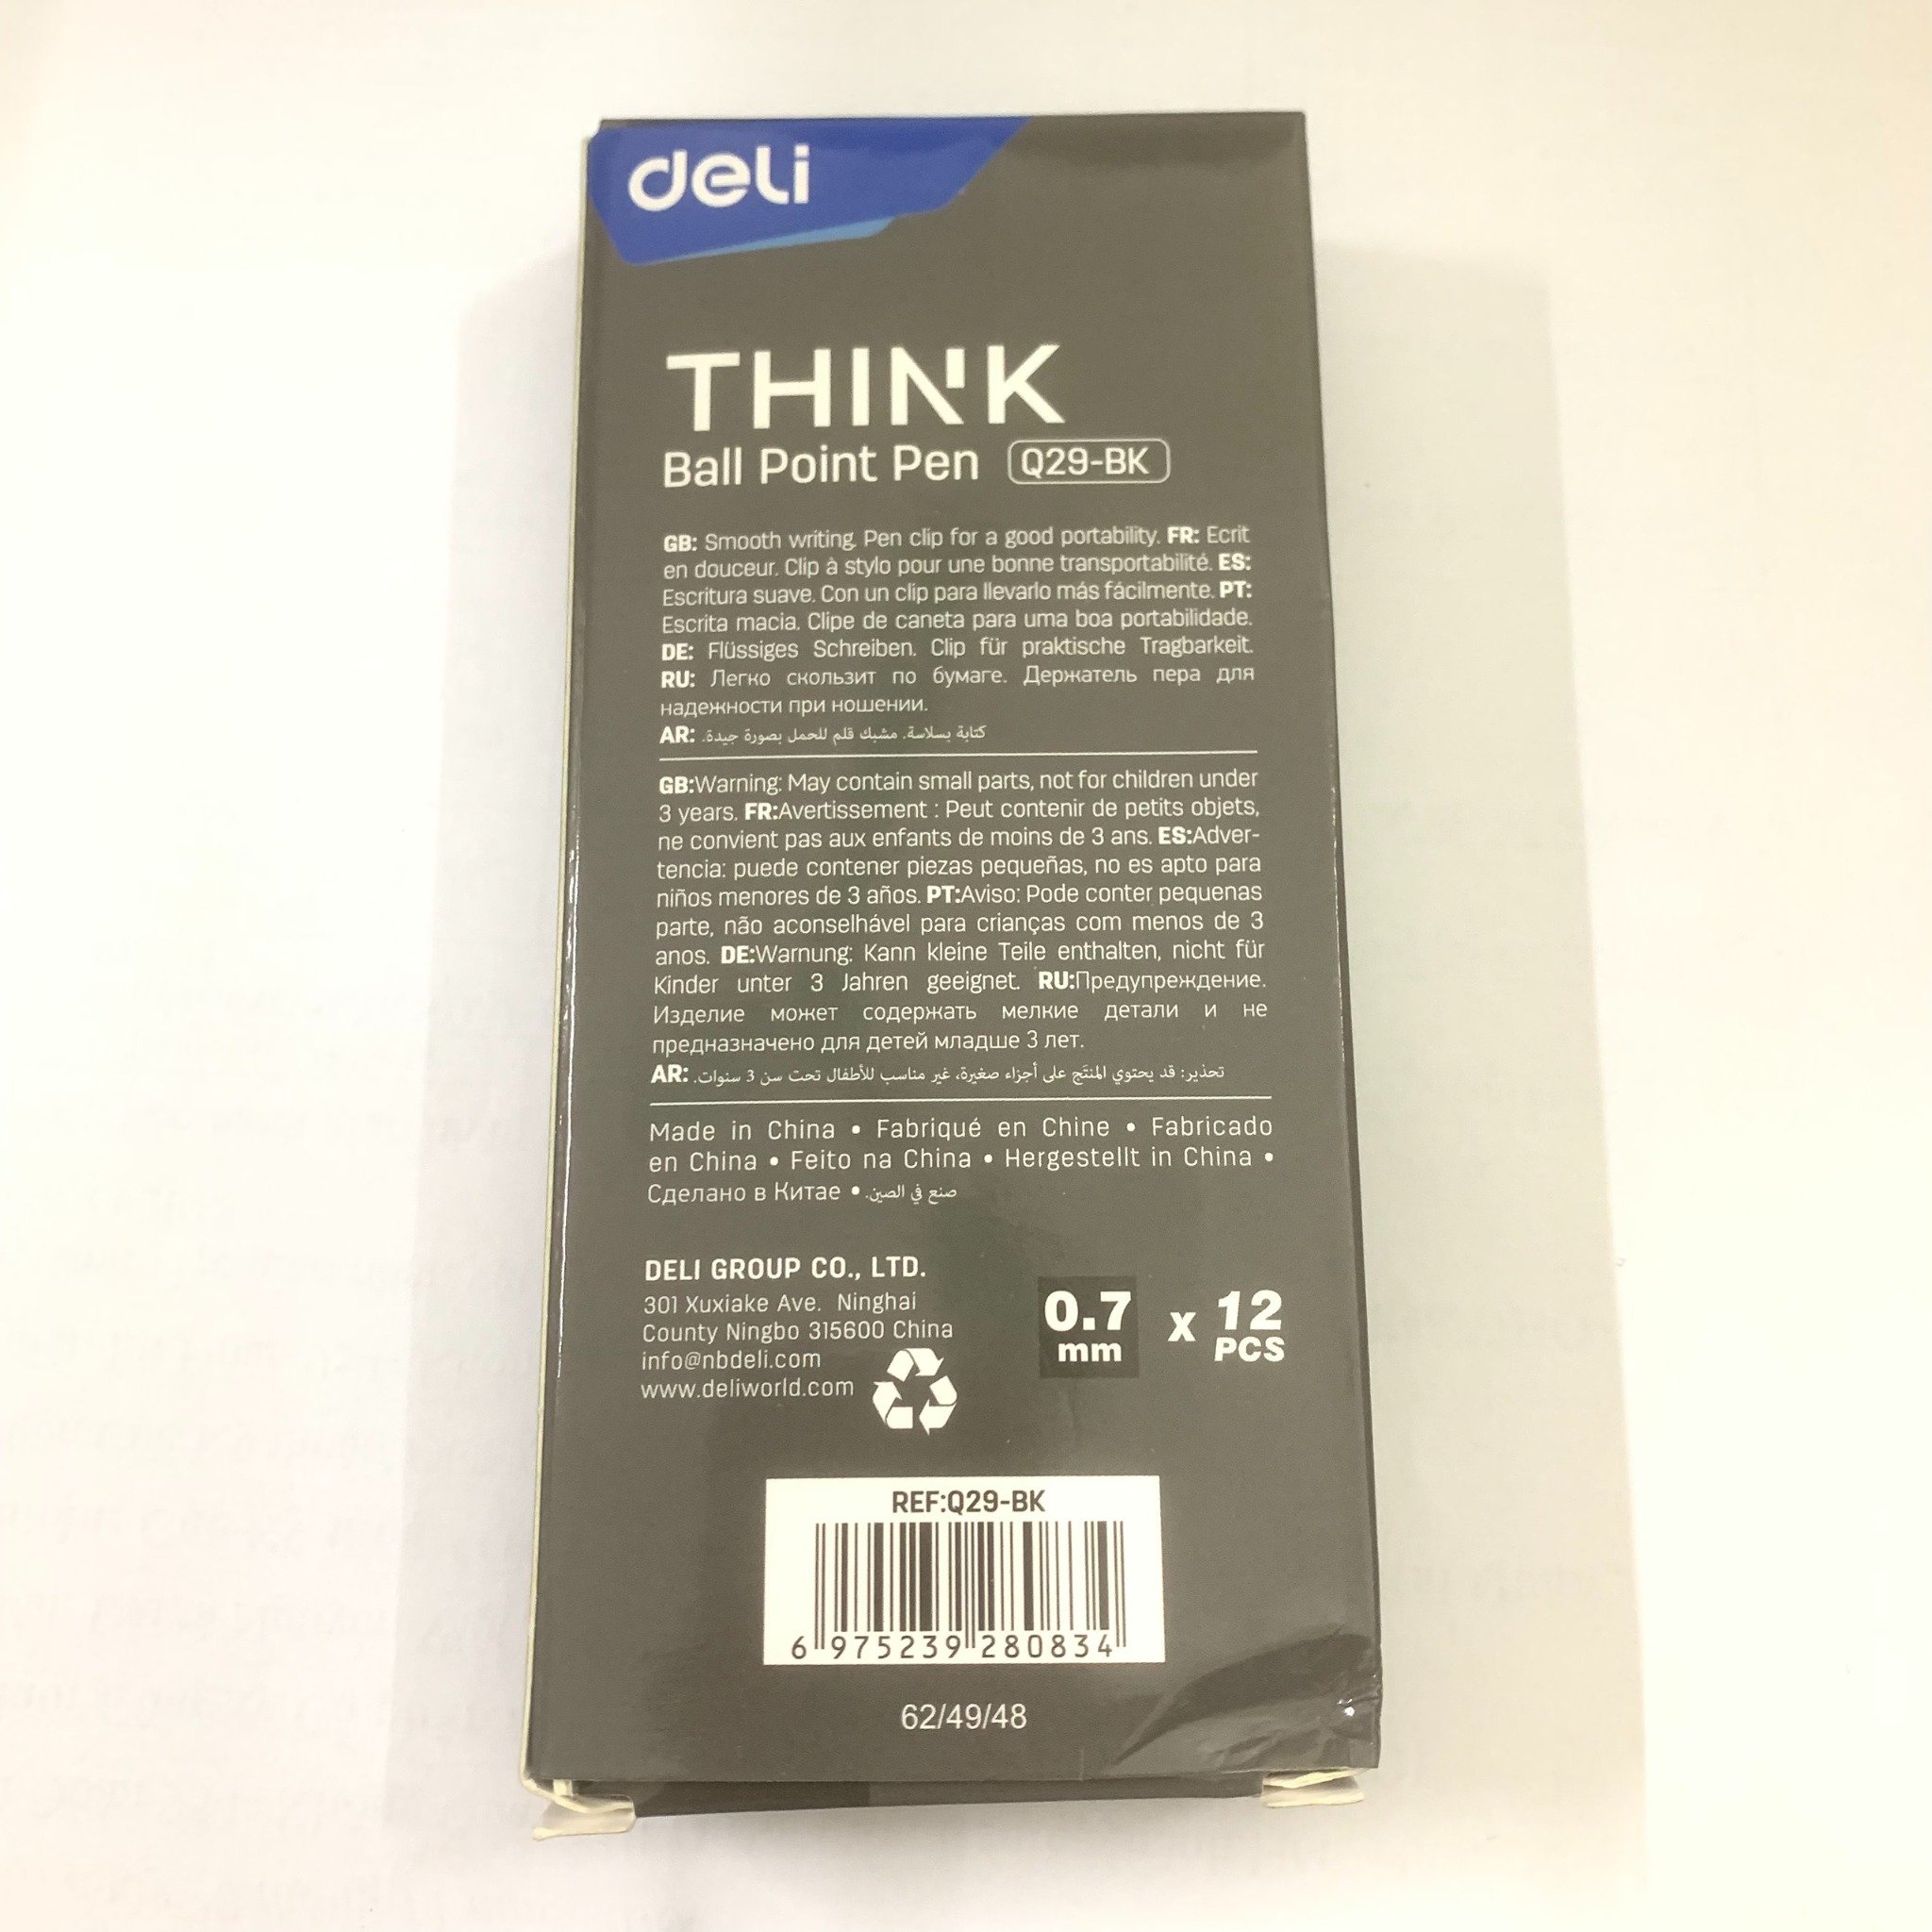 deli
THINK
Ball Point Pen Q29-BK
GB: Smooth writing. Pen clip for a good portability. FR: Ecrit
en douceur. Clip à stylo pour une bonne transportabilité. ES:
Escritura suave. Con un clip para llevarlo más fácilmente. PT:
Escrita macia. Clipe de caneta para uma boa portabilidade.
DE: Flüssiges Schreiben. Clip für praktische Tragbarkeit.
RU: Легко скользит по бумаге. Держатель пера для
надежности при ношении.
AR: كتابة بسلاسة. مشبك قلم للحمل بصورة جيدة.
GB:Warning: May contain small parts, not for children under
3 years. FR:Avertissement : Peut contenir de petits objets,
ne convient pas aux enfants de moins de 3 ans. ES:Adver-
tencia: puede contener piezas pequeñas, no es apto para
niños menores de 3 años. PT:Aviso: Pode conter pequenas
parte, não aconselhável para crianças com menos de 3
anos. DE:Warnung: Kann kleine Teile enthalten, nicht für
Kinder unter 3 Jahren geeignet. RU:Предупреждение.
Изделие может содержать мелкие детали и не
предназначено для детей младше 3 лет.
AR: تحذير: قد يحتوي المنتَج على أجزاء صغيرة، غير مناسب للأطفال تحت سن 3 سنوات.
Made in China • Fabriqué en Chine • Fabricado
en China • Feito na China • Hergestellt in China •
Сделано в Китае • صنع في الصين.
DELI GROUP CO., LTD.
301 Xuxiake Ave. Ninghai
County Ningbo 315600 China
info@nbdeli.com
www.deliworld.com
0.7 x 12
mm PCS
REF:Q29-BK
6 975239 280834
62/49/48